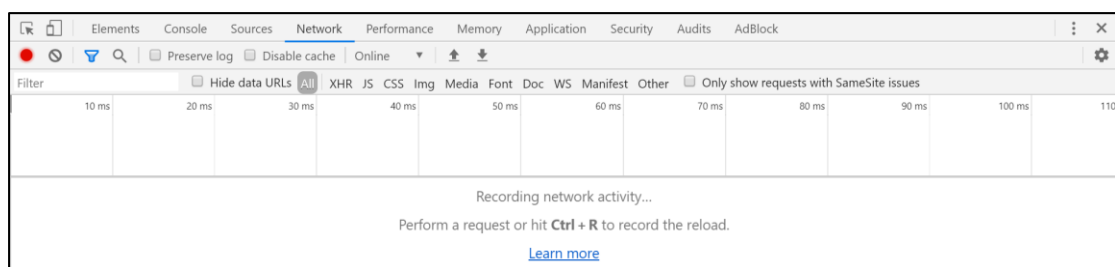 Elements Console Sources Network Performance Memory Application Security Audits AdBlock
Preserve log Disable cache Online
Filter Hide data URLs All XHR JS CSS Img Media Font Doc WS Manifest Other Only show requests with SameSite issues
10 ms 20 ms 30 ms 40 ms 50 ms 60 ms 70 ms 80 ms 90 ms 100 ms 110
Recording network activity...
Perform a request or hit Ctrl + R to record the reload.
Learn more